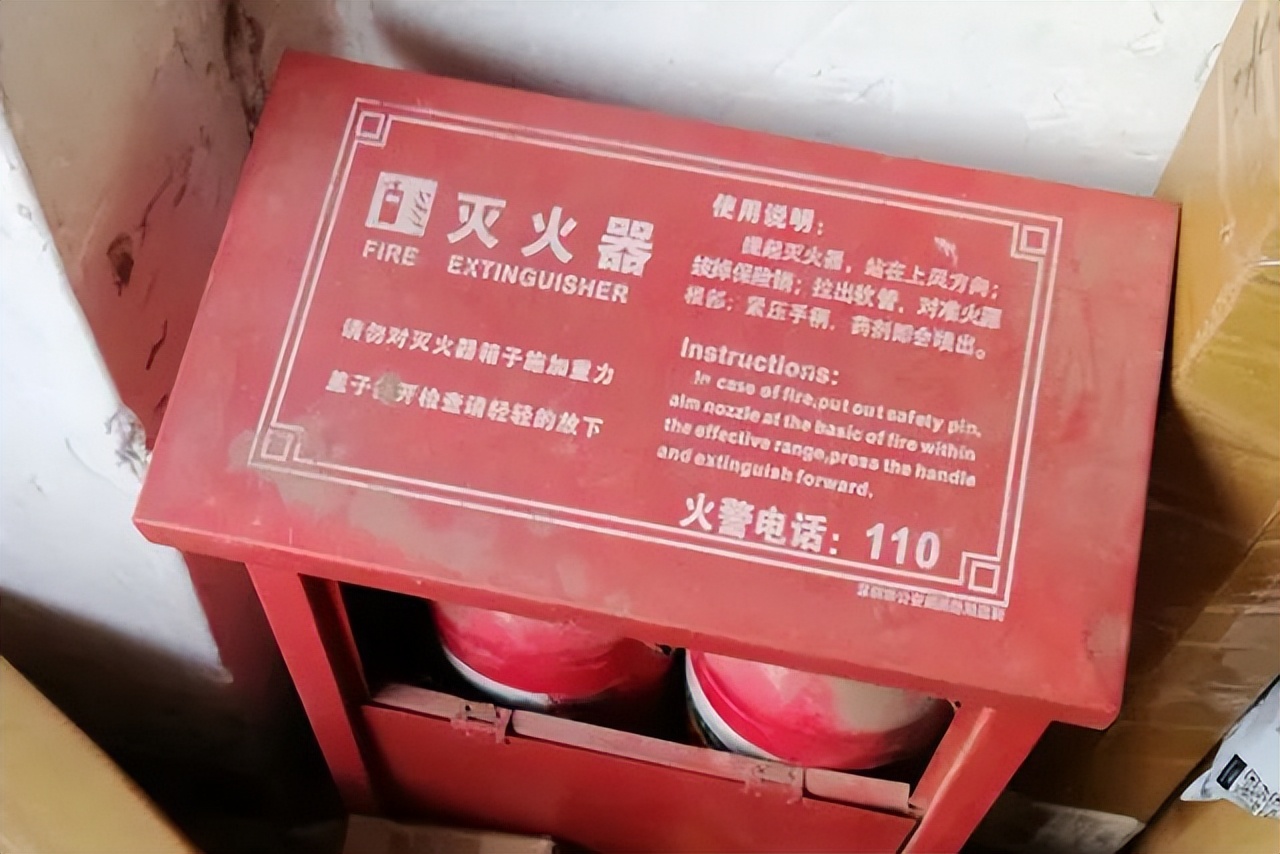 灭火器
FIRE EXTINGUISHER
请勿对灭火器箱子施加重力
盖子 开检查请轻轻的放下
使用说明：
提起灭火器，站在上风方向；
拔掉保险销；拉出软管，对准火源
根部；紧压手柄，药剂即会喷出。
Instructions:
In case of fire,put out safety pin,
aim nozzle at the basic of fire within
the effective range,press the handle
and extinguish forward.
火警电话：110